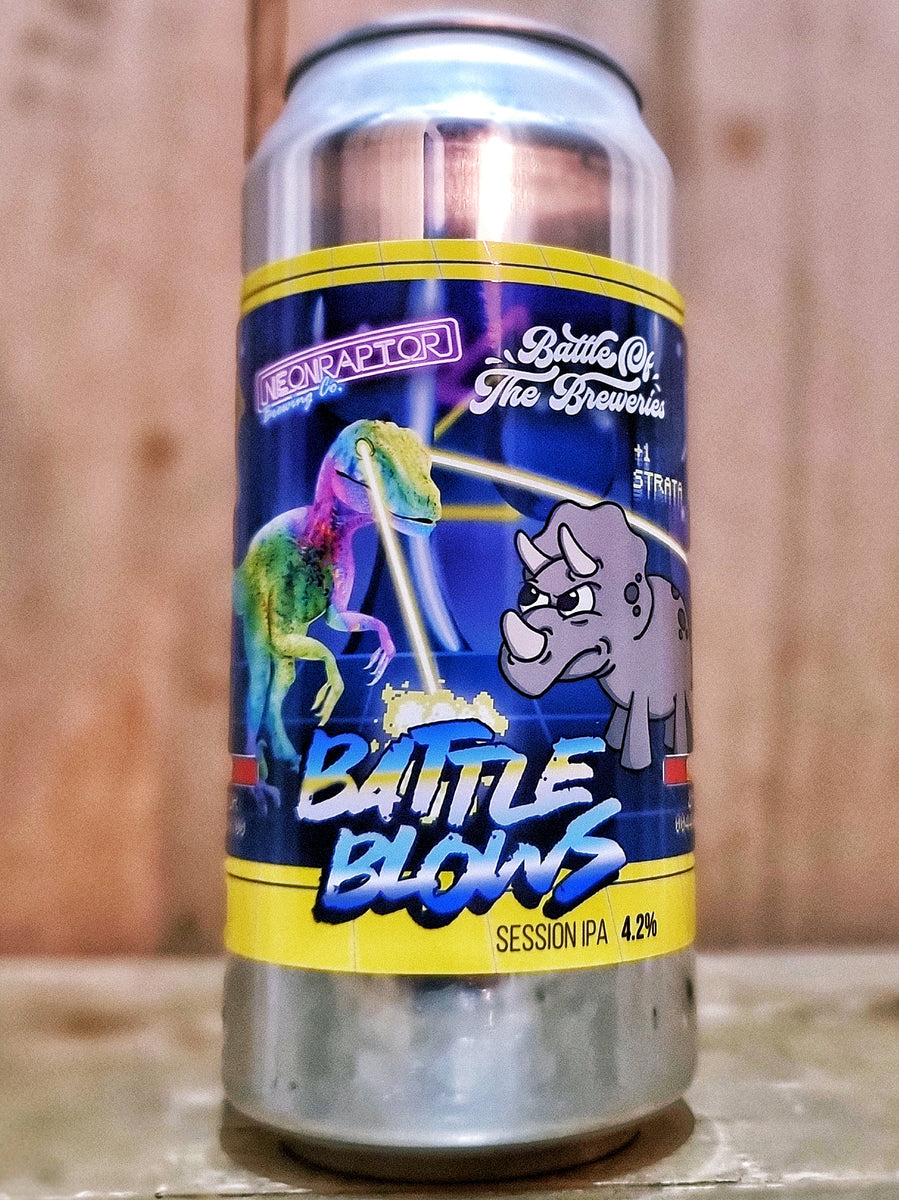 NEONRAPTOR
Brewing Co.
Battle Of
The Breweries
+1
STRATA
BATTLE
BLOWS
SESSION IPA 4.2%